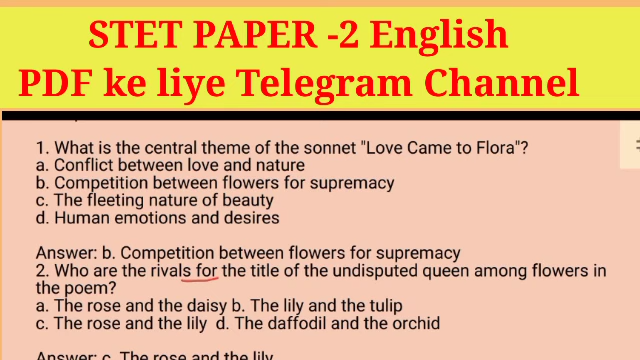 STET PAPER -2 English
PDF ke liye Telegram Channel
1. What is the central theme of the sonnet "Love Came to Flora"?
a. Conflict between love and nature
b. Competition between flowers for supremacy
c. The fleeting nature of beauty
d. Human emotions and desires
Answer: b. Competition between flowers for supremacy
2. Who are the rivals for the title of the undisputed queen among flowers in
the poem?
a. The rose and the daisy b. The lily and the tulip
c. The rose and the lily d. The daffodil and the orchid
Answer: c. The rose and the lily